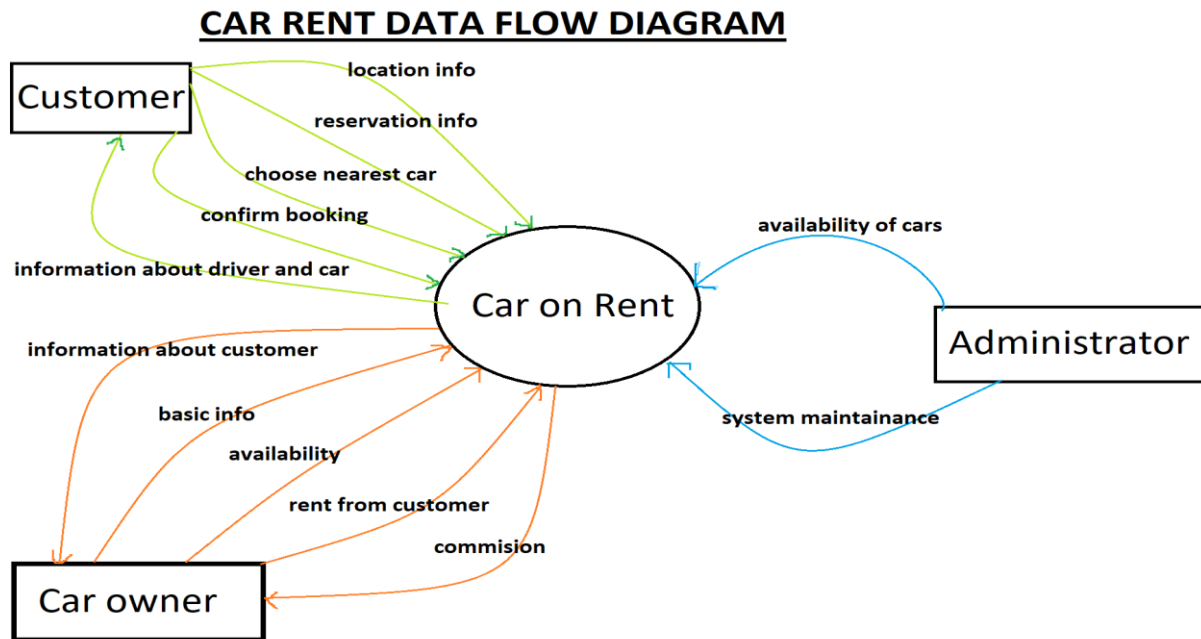 CAR RENT DATA FLOW DIAGRAM
Customer
location info
reservation info
choose nearest car
confirm booking
information about driver and car
availability of cars
Car on Rent
Administrator
information about customer
basic info
system maintainance
availability
rent from customer
commision
Car owner